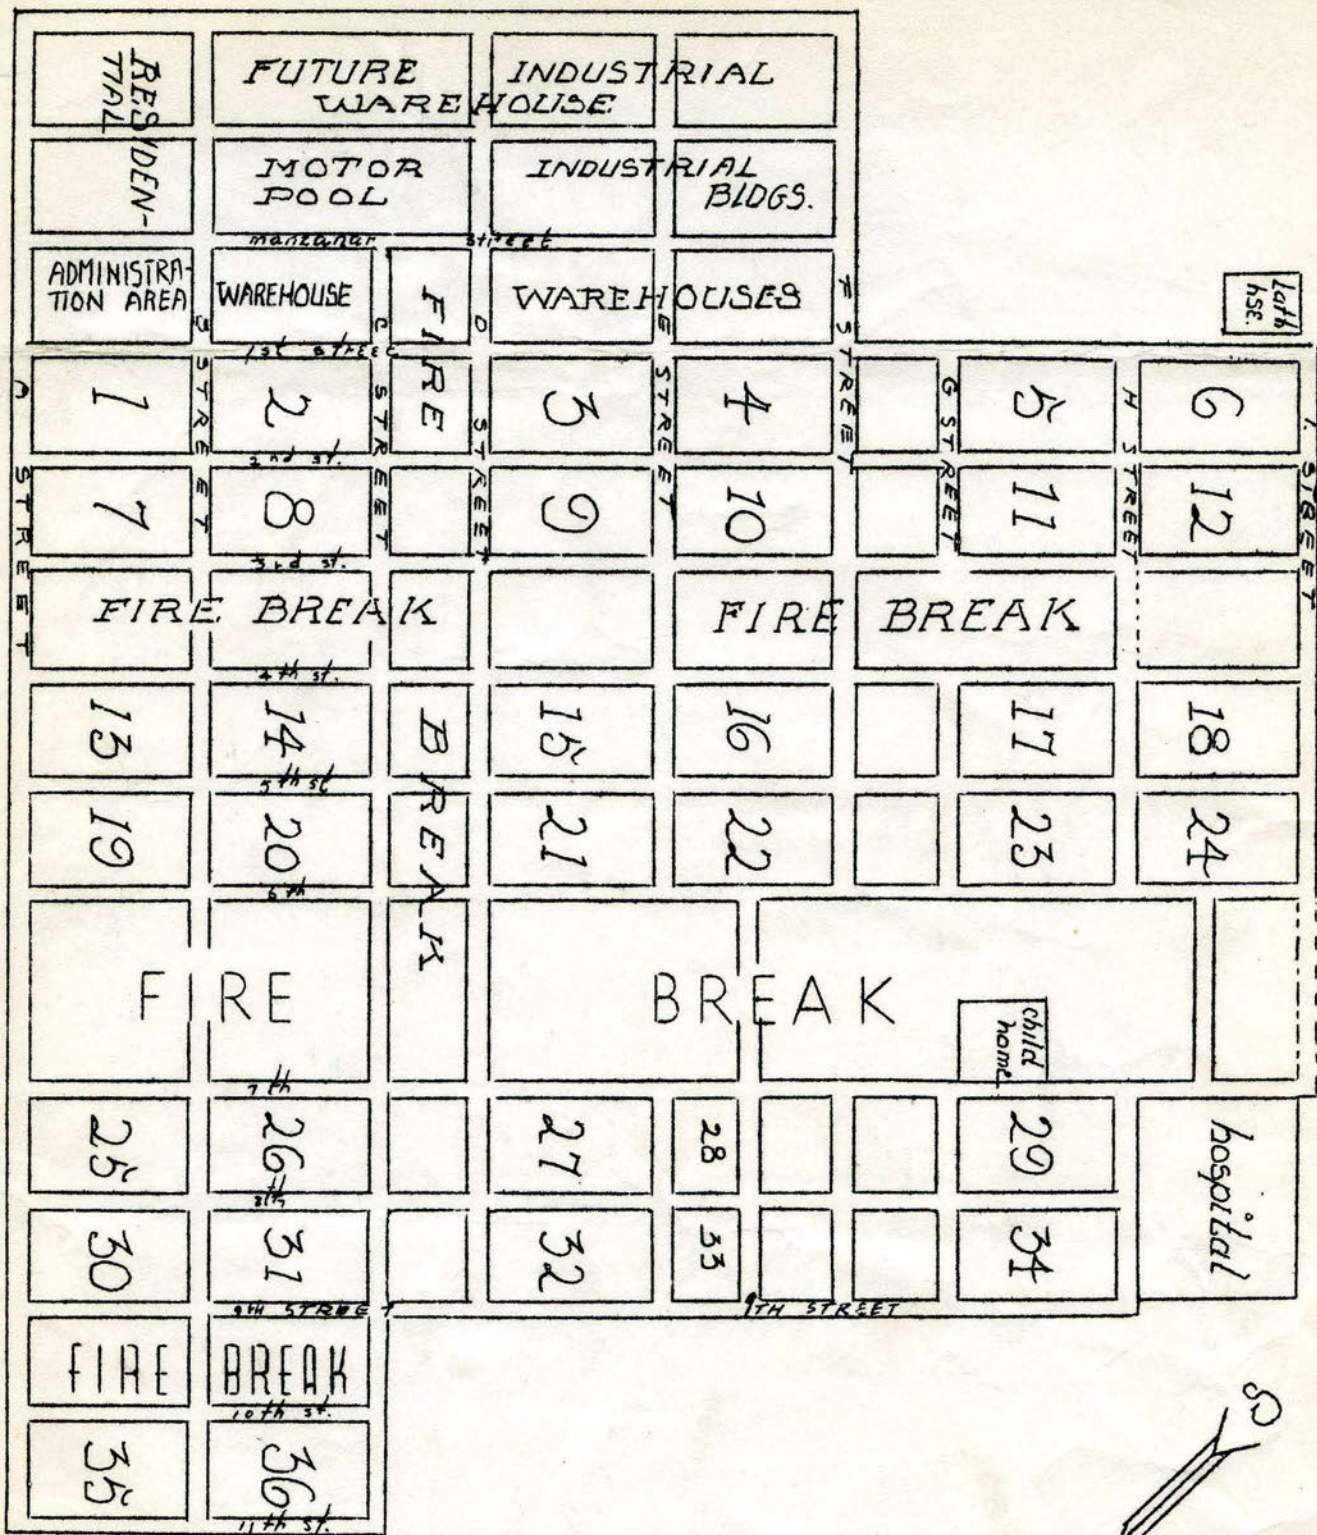 RESIDEN-
TIAL
FUTURE INDUSTRIAL
WAREHOUSE
MOTOR
POOL
INDUSTRIAL
BLDGS.
manzanar street
ADMINISTRA-
TION AREA
WAREHOUSE
FIRE
WAREHOUSES
Lath
hse.
A STREET
B STREET
C STREET
D STREET
E STREET
F STREET
G STREET
H STREET
I. STREET
1st STREET
1 2 3 4 5 6
2nd st.
7 8 9 10 11 12
3rd st.
FIRE BREAK FIRE BREAK
4th st.
13 14 BREAK 15 16 17 18
5th st
19 20 21 22 23 24
6th
FIRE BREAK
child
home
7th
25 26 27 28 29
hospital
8th
30 31 32 33 34
9th STREET 9TH STREET
FIRE BREAK
10th st.
35 36
11th st.
S